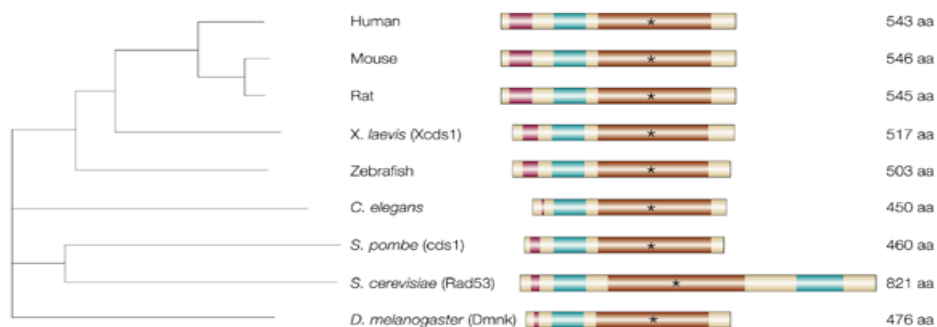 Human 543 aa
Mouse 546 aa
Rat 545 aa
X. laevis (Xcds1) 517 aa
Zebrafish 503 aa
C. elegans 450 aa
S. pombe (cds1) 460 aa
S. cerevisiae (Rad53) 821 aa
D. melanogaster (Dmnk) 476 aa